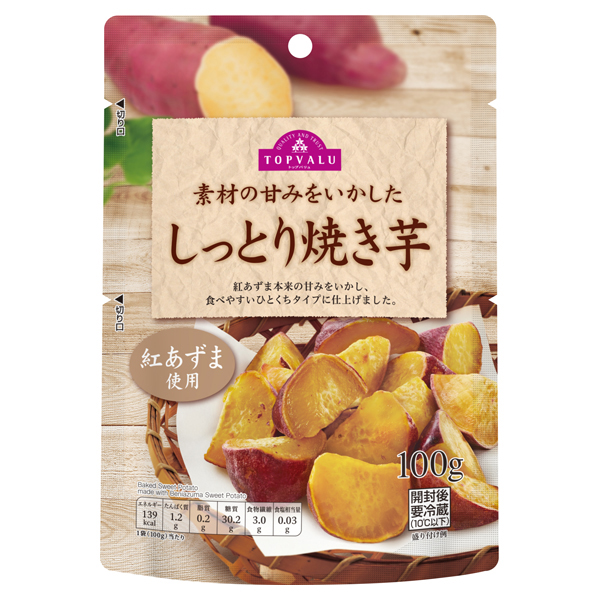 切り口
QUALITY AND TRUST
TOPVALU
トップバリュ
素材の甘みをいかした
しっとり焼き芋
紅あずま本来の甘みをいかし、
食べやすいひとくちタイプに仕上げました。
切り口
紅あずま
使用
100g
開封後
要冷蔵
(10℃以下)
盛り付け例
Baked Sweet Potato
made with Beniazuma Sweet Potato
エネルギー たんぱく質 脂質 糖質 食物繊維 食塩相当量
139 kcal 1.2 g 0.2 g 30.2 g 3.0 g 0.03 g
1袋(100g)当たり